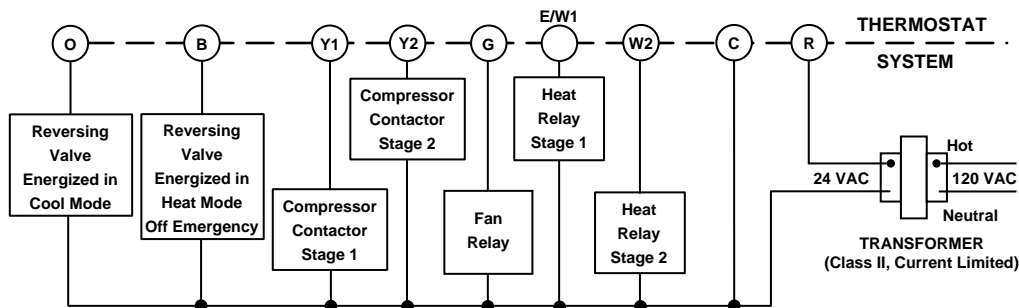 E/W1
O
B
Y1
Y2
G
W2
C
R
THERMOSTAT
SYSTEM
Reversing
Valve
Energized in
Cool Mode
Reversing
Valve
Energized in
Heat Mode
Off Emergency
Compressor
Contactor
Stage 1
Compressor
Contactor
Stage 2
Fan
Relay
Heat
Relay
Stage 1
Heat
Relay
Stage 2
Hot
24 VAC
120 VAC
Neutral
TRANSFORMER
(Class II, Current Limited)